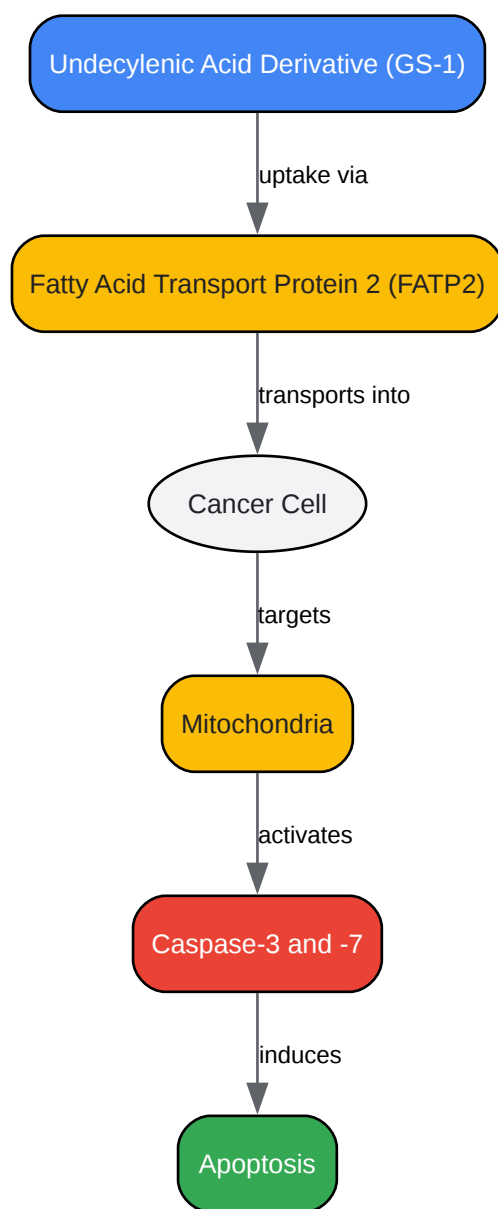 Undecylenic Acid Derivative (GS-1)
uptake via
Fatty Acid Transport Protein 2 (FATP2)
transports into
Cancer Cell
targets
Mitochondria
activates
Caspase-3 and -7
induces
Apoptosis